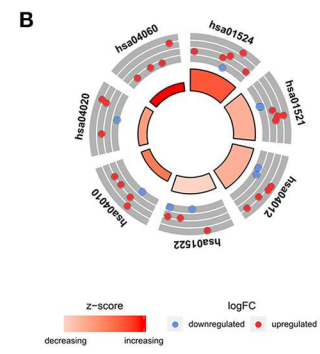 B
hsa04060
hsa01524
hsa01521
hsa04020
hsa04012
hsa04010
hsa01522
z-score
logFC
decreasing
increasing
downregulated
upregulated